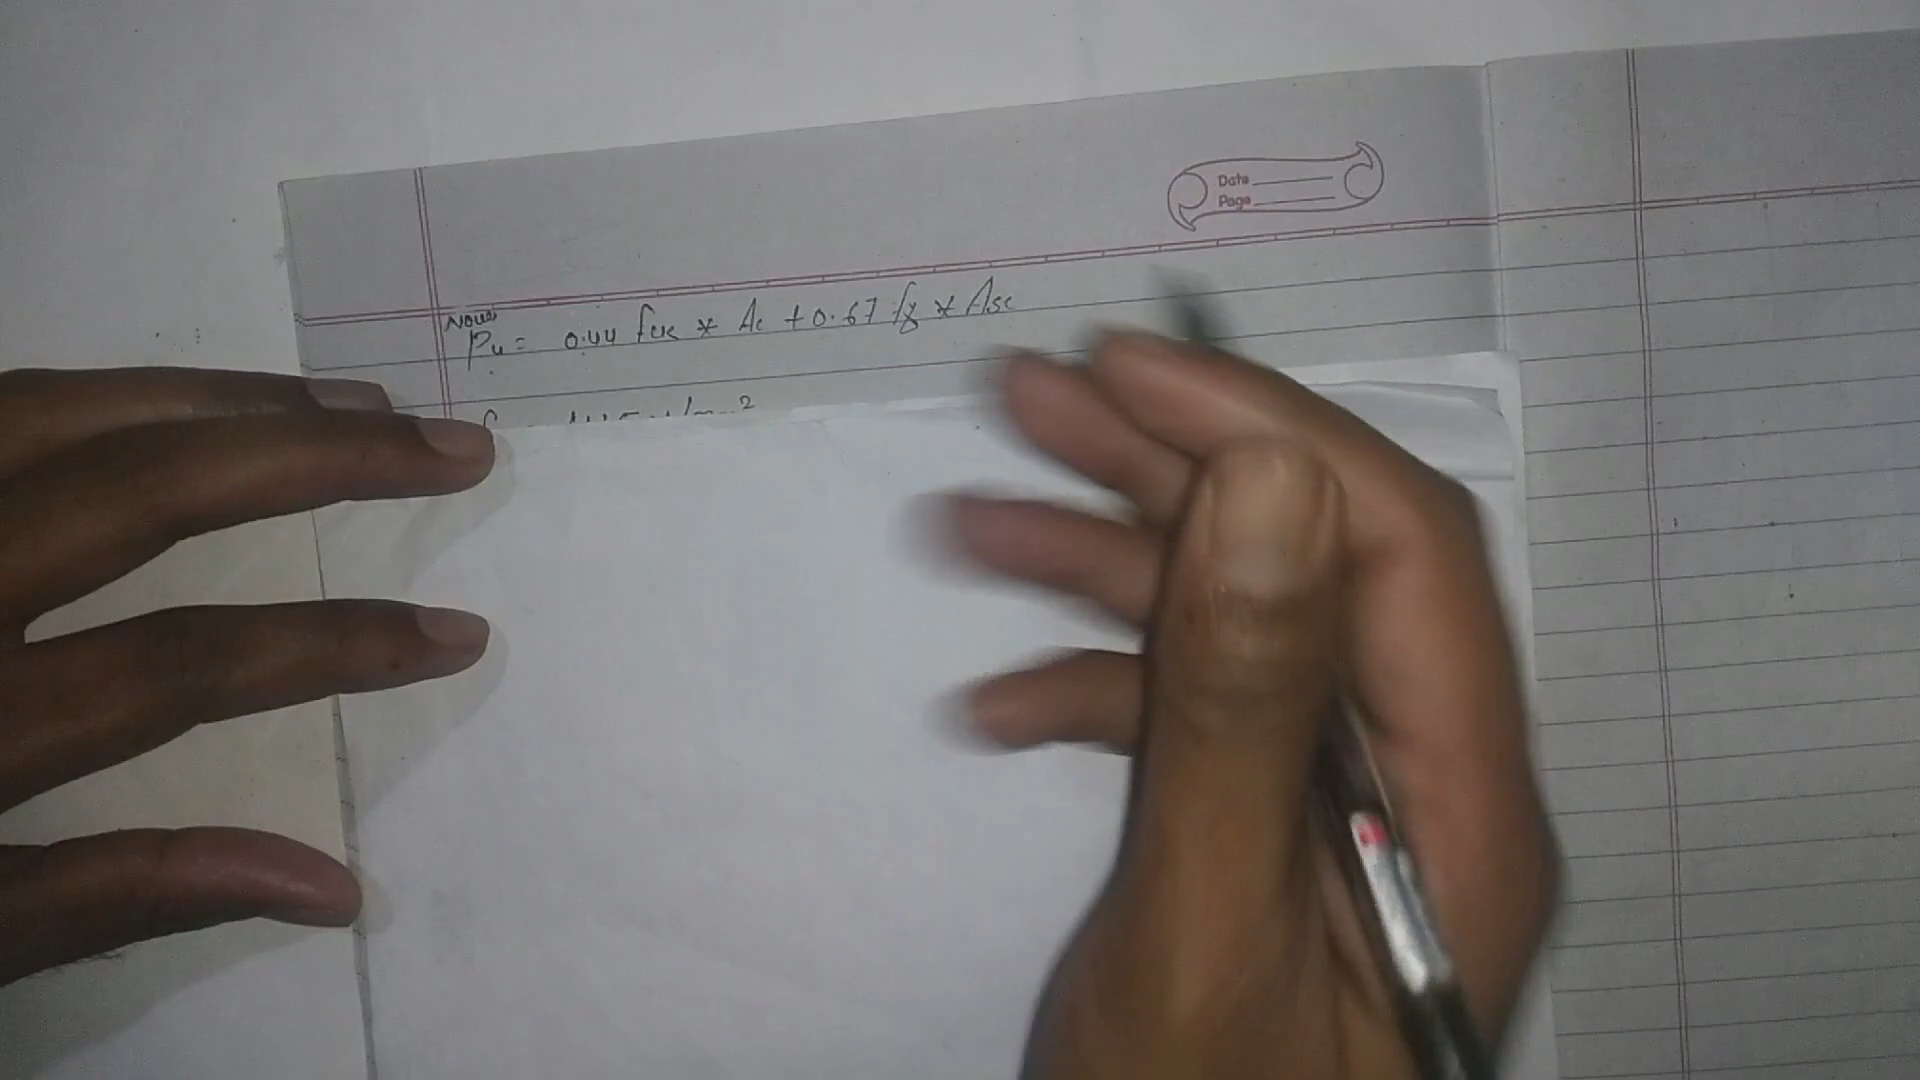 Date
Page
Now,
Pu = 0.44 fck * Ac + 0.67 fy * Asc